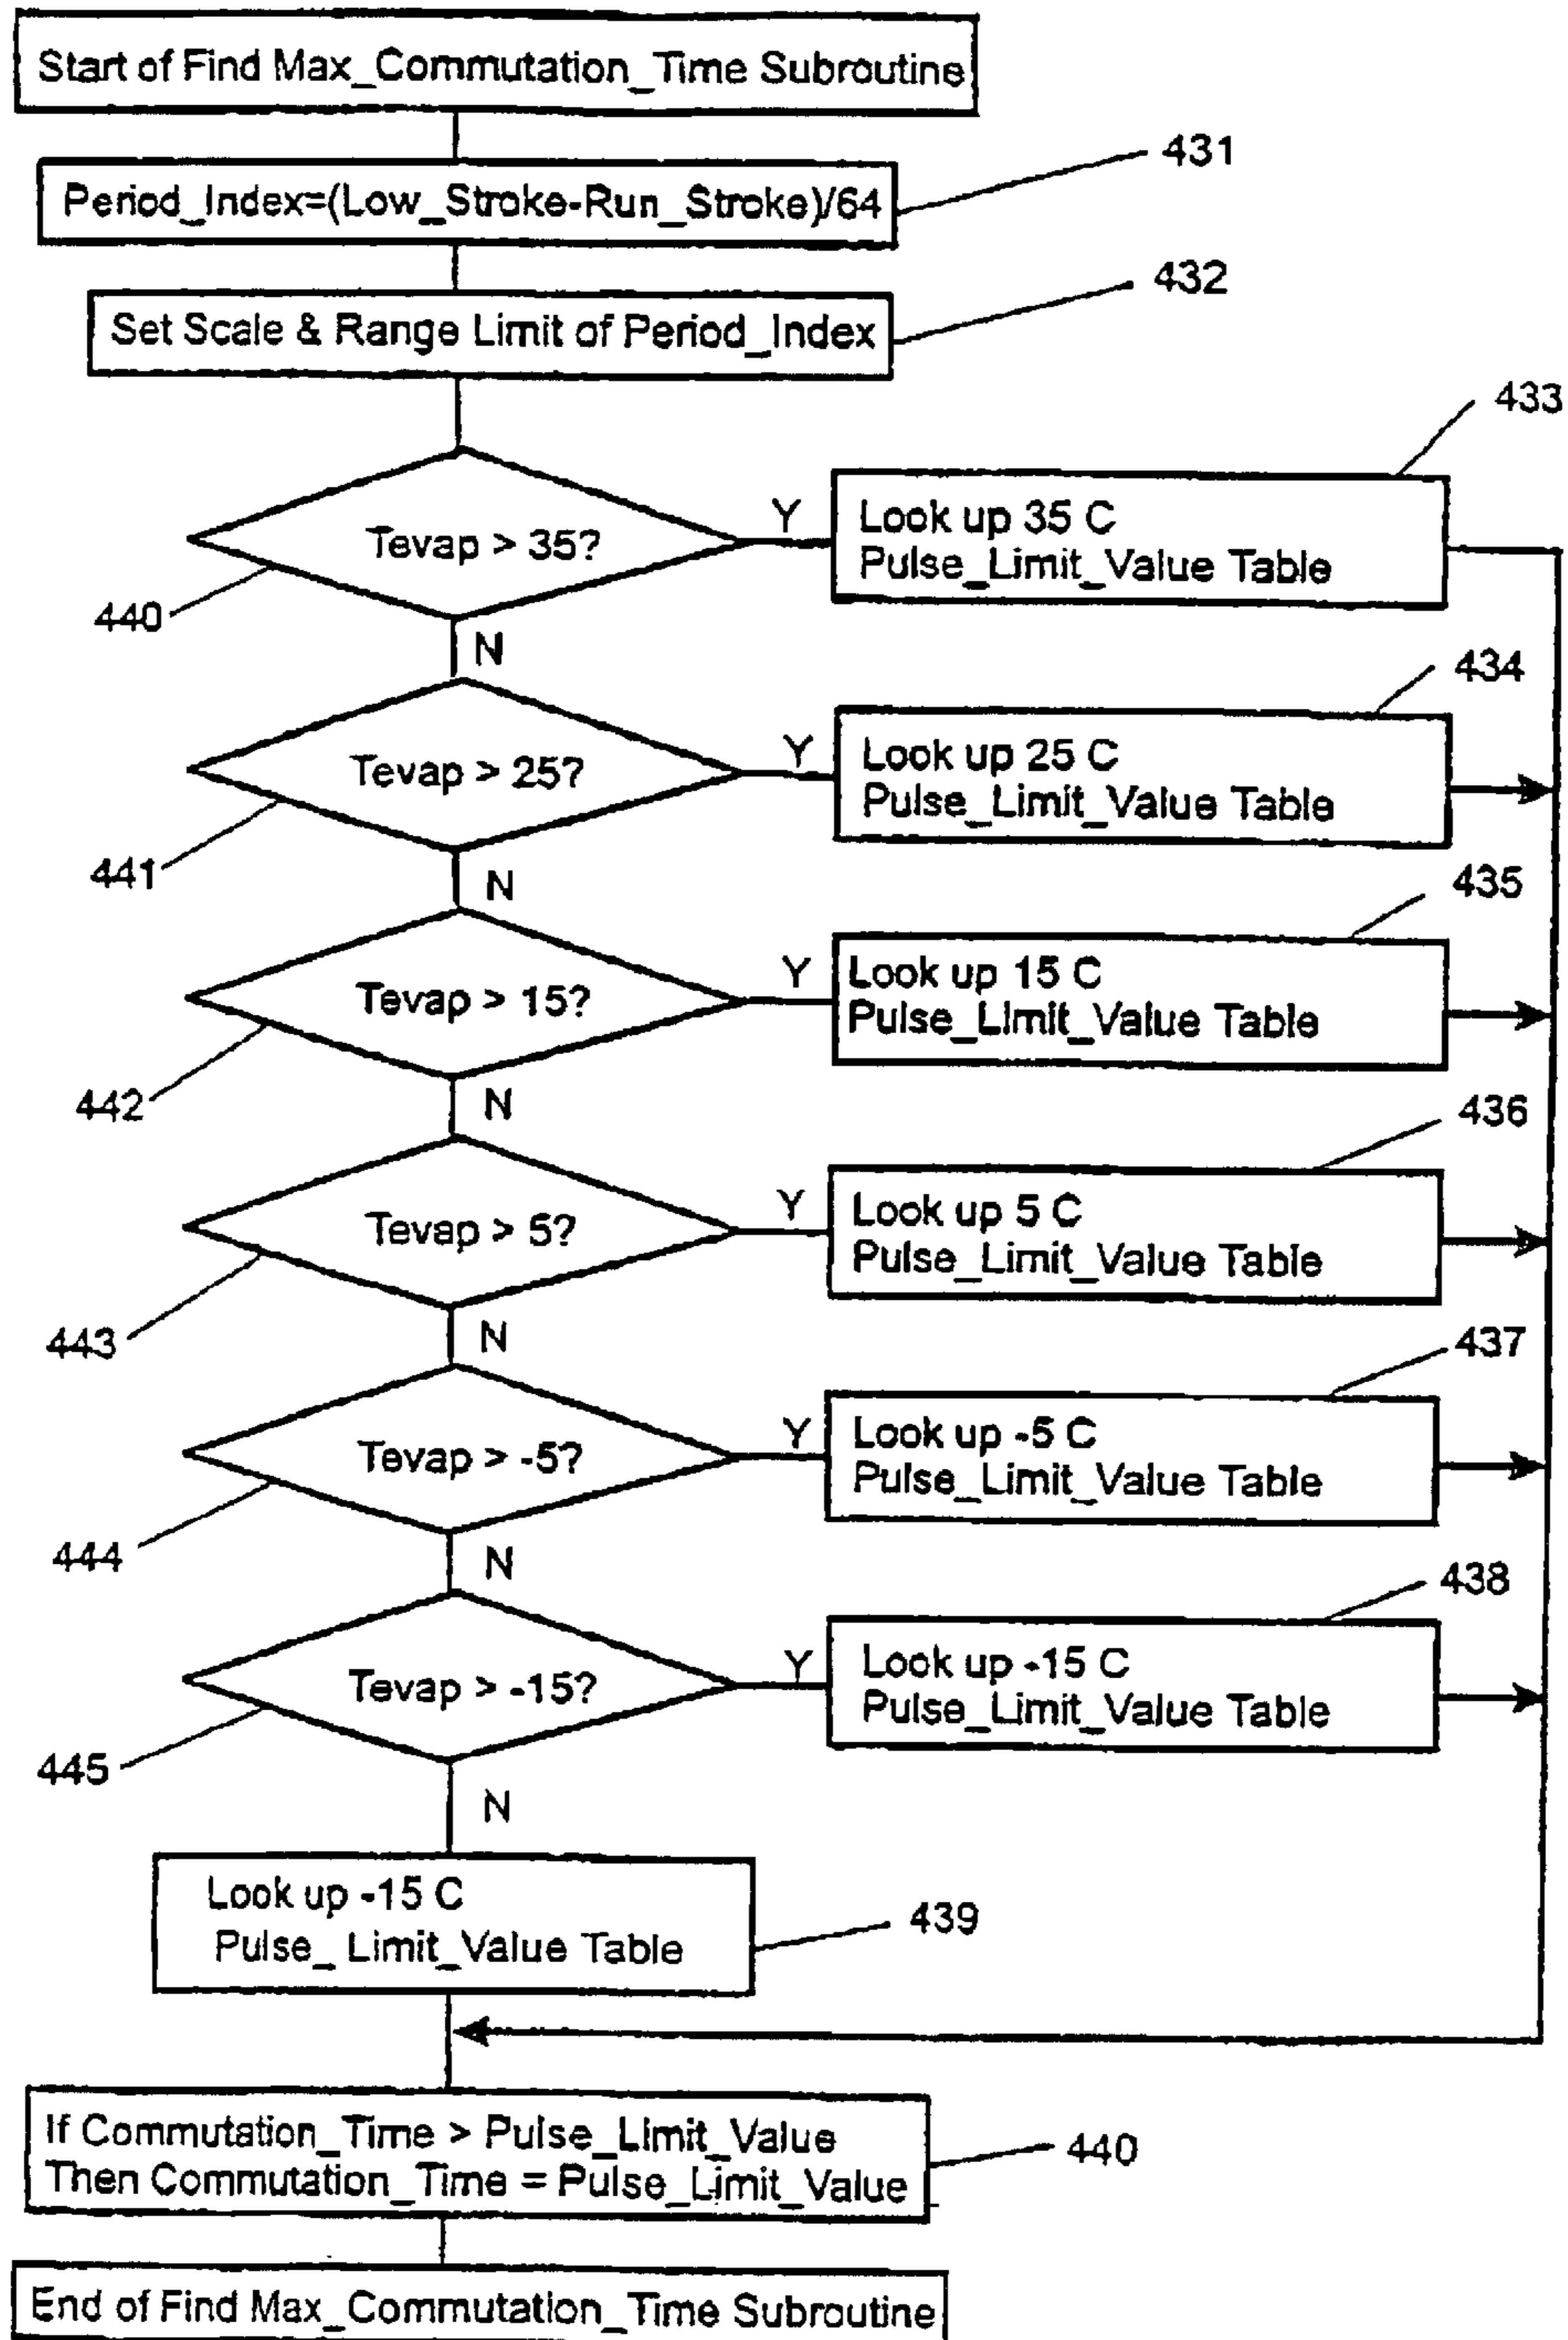 Start of Find Max_Commutation_Time Subroutine
431
Period_Index=(Low_Stroke-Run_Stroke)/64
432
Set Scale & Range Limit of Period_Index
433
Tevap > 35?
Y
Look up 35 C
Pulse_Limit_Value Table
440
N
434
Tevap > 25?
Y
Look up 25 C
Pulse_Limit_Value Table
441
N
435
Tevap > 15?
Y
Look up 15 C
Pulse_Limit_Value Table
442
N
436
Tevap > 5?
Y
Look up 5 C
Pulse_Limit_Value Table
443
N
437
Tevap > -5?
Y
Look up -5 C
Pulse_Limit_Value Table
444
N
438
Tevap > -15?
Y
Look up -15 C
Pulse_Limit_Value Table
445
N
Look up -15 C
Pulse_ Limit_Value Table
439
If Commutation_Time > Pulse_Limit_Value
Then Commutation_Time = Pulse_Limit_Value
440
End of Find Max_Commutation_Time Subroutine